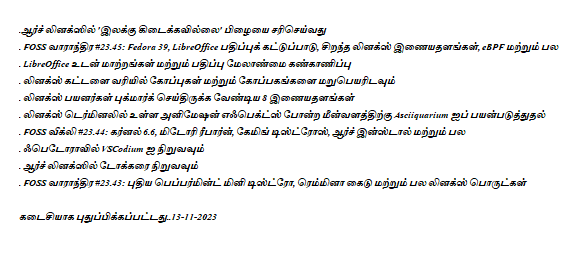 .ஆர்ச் லினக்ஸில் 'இலக்கு கிடைக்கவில்லை' பிழையை சரிசெய்வது
. FOSS வாராந்திர #23.45: Fedora 39, LibreOffice பதிப்புக் கட்டுப்பாடு, சிறந்த லினக்ஸ் இணையதளங்கள், eBPF மற்றும் பல
. LibreOffice உடன் மாற்றங்கள் மற்றும் பதிப்பு மேலாண்மை கண்காணிப்பு
. லினக்ஸ் கட்டளை வரியில் கோப்புகள் மற்றும் கோப்பகங்களை மறுபெயரிடவும்
. லினக்ஸ் பயனர்கள் புக்மார்க் செய்திருக்க வேண்டிய 8 இணையதளங்கள்
. லினக்ஸ் டெர்மினலில் உள்ள அனிமேஷன் எஃபெக்ட்ஸ் போன்ற மீன்வளத்திற்கு Asciiquarium ஐப் பயன்படுத்துதல்
. FOSS வீக்லி #23.44: கர்னல் 6.6, மிடோரி ரீபார்ன், கேமிங் டிஸ்ட்ரோஸ், ஆர்ச் இன்ஸ்டால் மற்றும் பல
. ஃபெடோராவில் VSCodium ஐ நிறுவவும்
. ஆர்ச் லினக்ஸில் டோக்கரை நிறுவவும்
. FOSS வாராந்திர #23.43: புதிய பெப்பர்மின்ட் மினி டிஸ்ட்ரோ, ரெம்மினா கைடு மற்றும் பல லினக்ஸ் பொருட்கள்
கடைசியாக புதுப்பிக்கப்பட்டது..13-11-2023